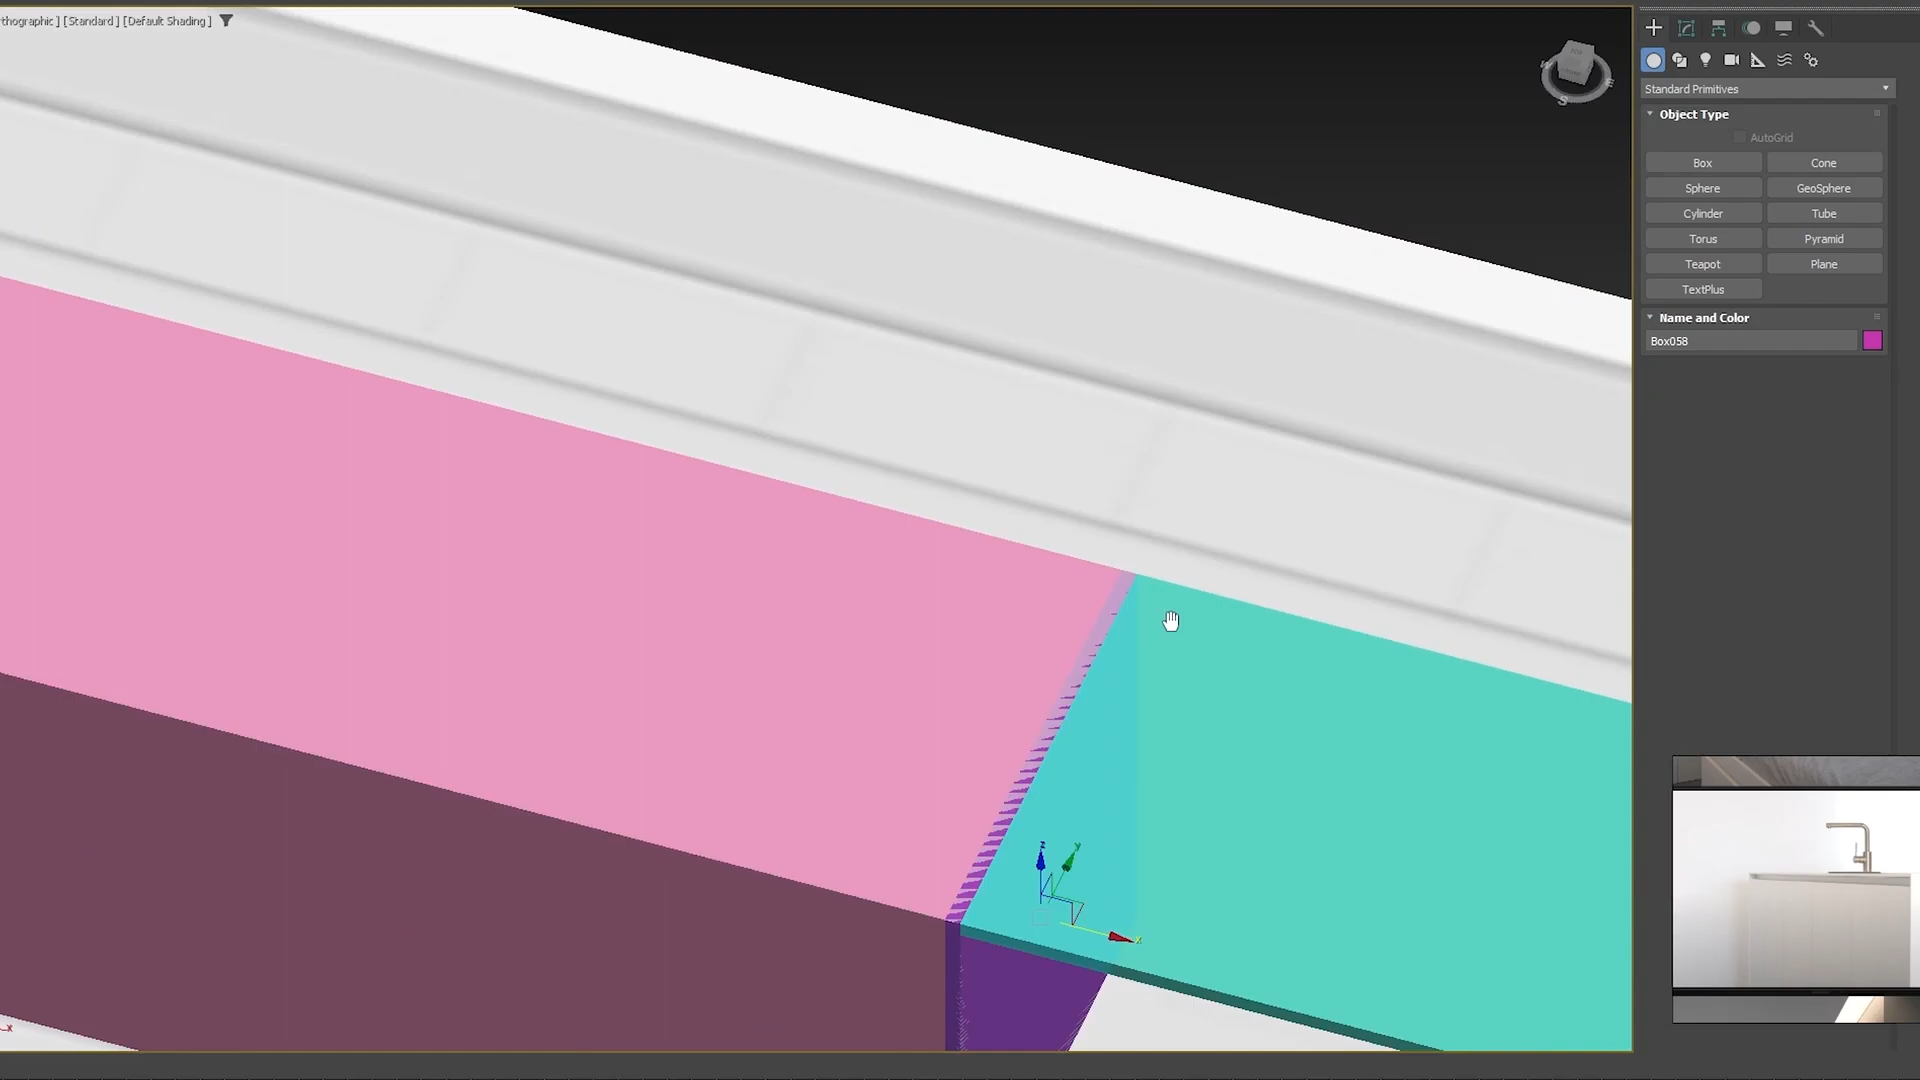 thographic ] [ Standard ] [ Default Shading ]
Standard Primitives
Object Type
AutoGrid
Box Cone
Sphere GeoSphere
Cylinder Tube
Torus Pyramid
Teapot Plane
TextPlus
Name and Color
Box058
TOP
S
E
z
y
x
x